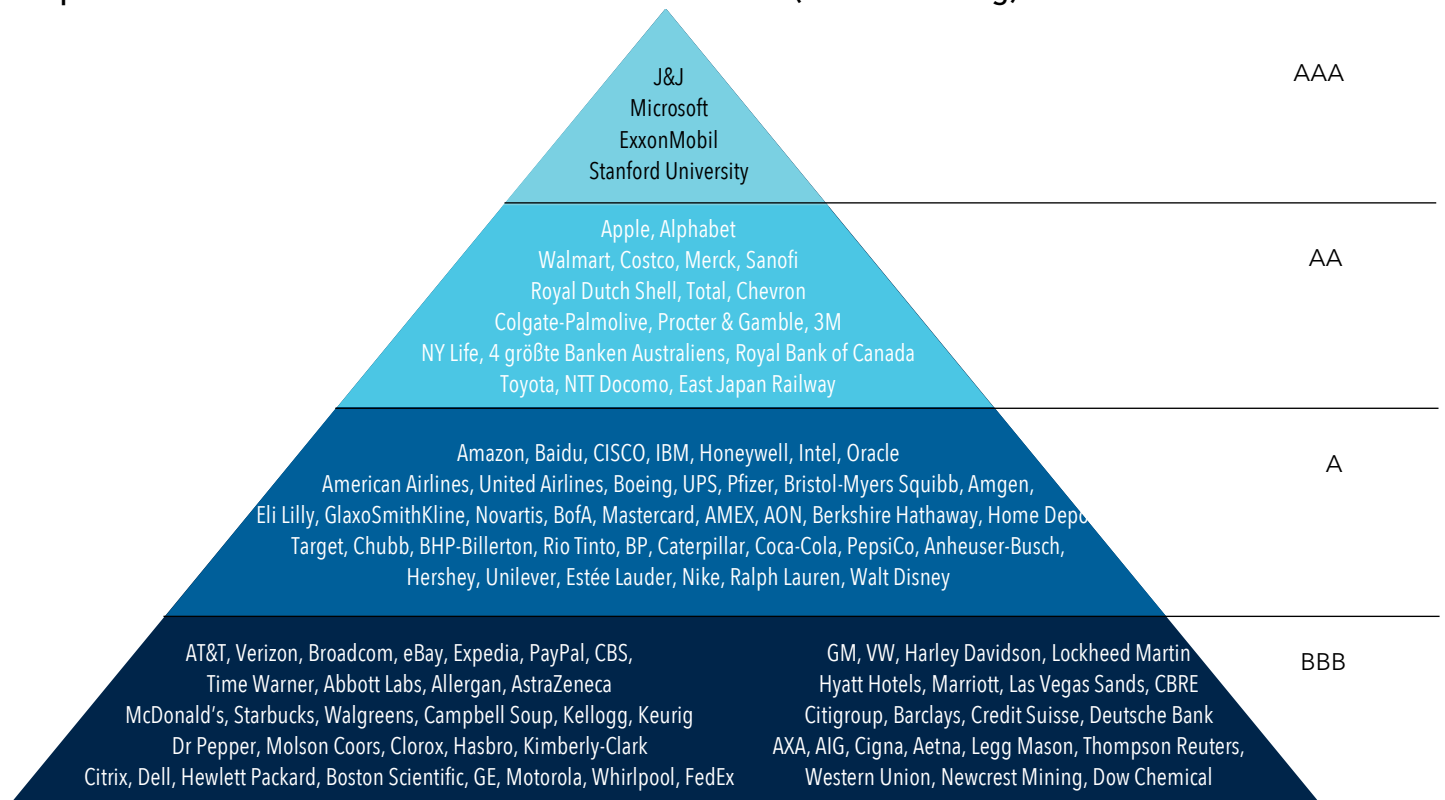 J&J
Microsoft
ExxonMobil
Stanford University
AAA
Apple, Alphabet
Walmart, Costco, Merck, Sanofi
Royal Dutch Shell, Total, Chevron
Colgate-Palmolive, Procter & Gamble, 3M
NY Life, 4 größte Banken Australiens, Royal Bank of Canada
Toyota, NTT Docomo, East Japan Railway
AA
Amazon, Baidu, CISCO, IBM, Honeywell, Intel, Oracle
American Airlines, United Airlines, Boeing, UPS, Pfizer, Bristol-Myers Squibb, Amgen,
Eli Lilly, GlaxoSmithKline, Novartis, BofA, Mastercard, AMEX, AON, Berkshire Hathaway, Home Depo
Target, Chubb, BHP-Billerton, Rio Tinto, BP, Caterpillar, Coca-Cola, PepsiCo, Anheuser-Busch,
Hershey, Unilever, Estée Lauder, Nike, Ralph Lauren, Walt Disney
A
AT&T, Verizon, Broadcom, eBay, Expedia, PayPal, CBS,
Time Warner, Abbott Labs, Allergan, AstraZeneca
McDonald's, Starbucks, Walgreens, Campbell Soup, Kellogg, Keurig
Dr Pepper, Molson Coors, Clorox, Hasbro, Kimberly-Clark
Citrix, Dell, Hewlett Packard, Boston Scientific, GE, Motorola, Whirlpool, FedEx
GM, VW, Harley Davidson, Lockheed Martin
Hyatt Hotels, Marriott, Las Vegas Sands, CBRE
Citigroup, Barclays, Credit Suisse, Deutsche Bank
AXA, AIG, Cigna, Aetna, Legg Mason, Thompson Reuters,
Western Union, Newcrest Mining, Dow Chemical
BBB